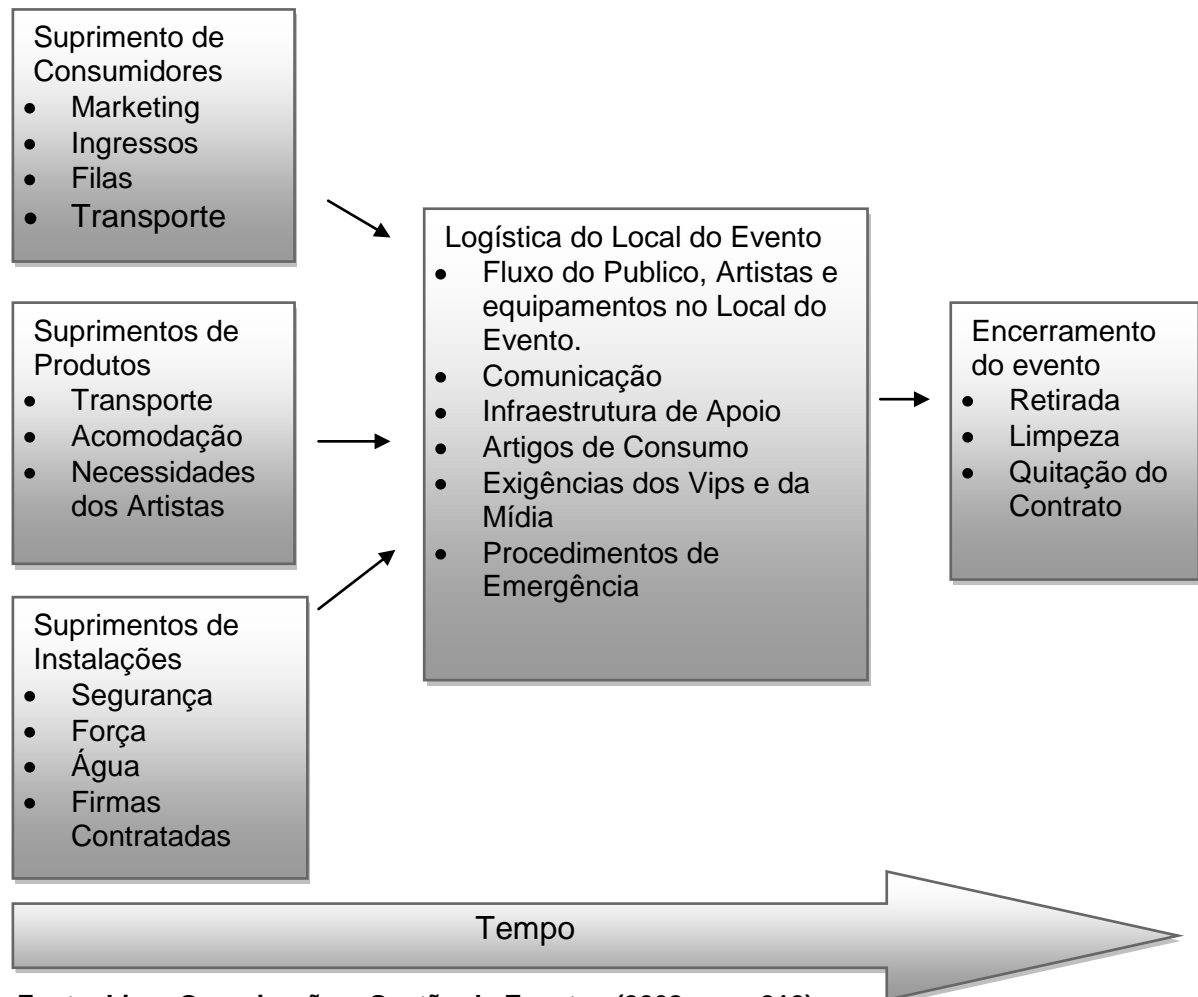 Suprimento de
Consumidores
• Marketing
• Ingressos
• Filas
• Transporte
Suprimentos de
Produtos
• Transporte
• Acomodação
• Necessidades
dos Artistas
Suprimentos de
Instalações
• Segurança
• Força
• Água
• Firmas
Contratadas
Logística do Local do Evento
• Fluxo do Publico, Artistas e
equipamentos no Local do
Evento.
• Comunicação
• Infraestrutura de Apoio
• Artigos de Consumo
• Exigências dos Vips e da
Mídia
• Procedimentos de
Emergência
Encerramento
do evento
• Retirada
• Limpeza
• Quitação do
Contrato
Tempo